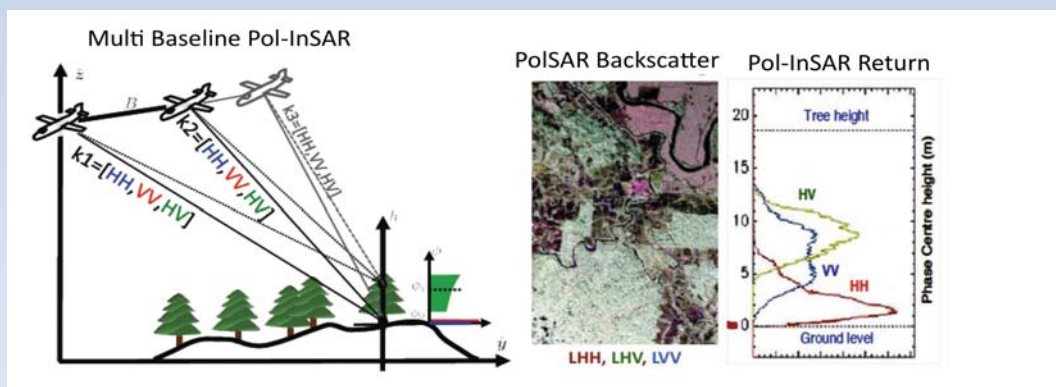 Multi Baseline Pol-InSAR
z
B
k1=[HH,VV,HV]
k2=[HH,VV,HV]
k3=[HH,VV,HV]
h
y
PolSAR Backscatter
LHH, LHV, LVV
Pol-InSAR Return
20
15
10
5
0
Tree height
HV
VV
HH
Ground level
Phase Centre height (m)